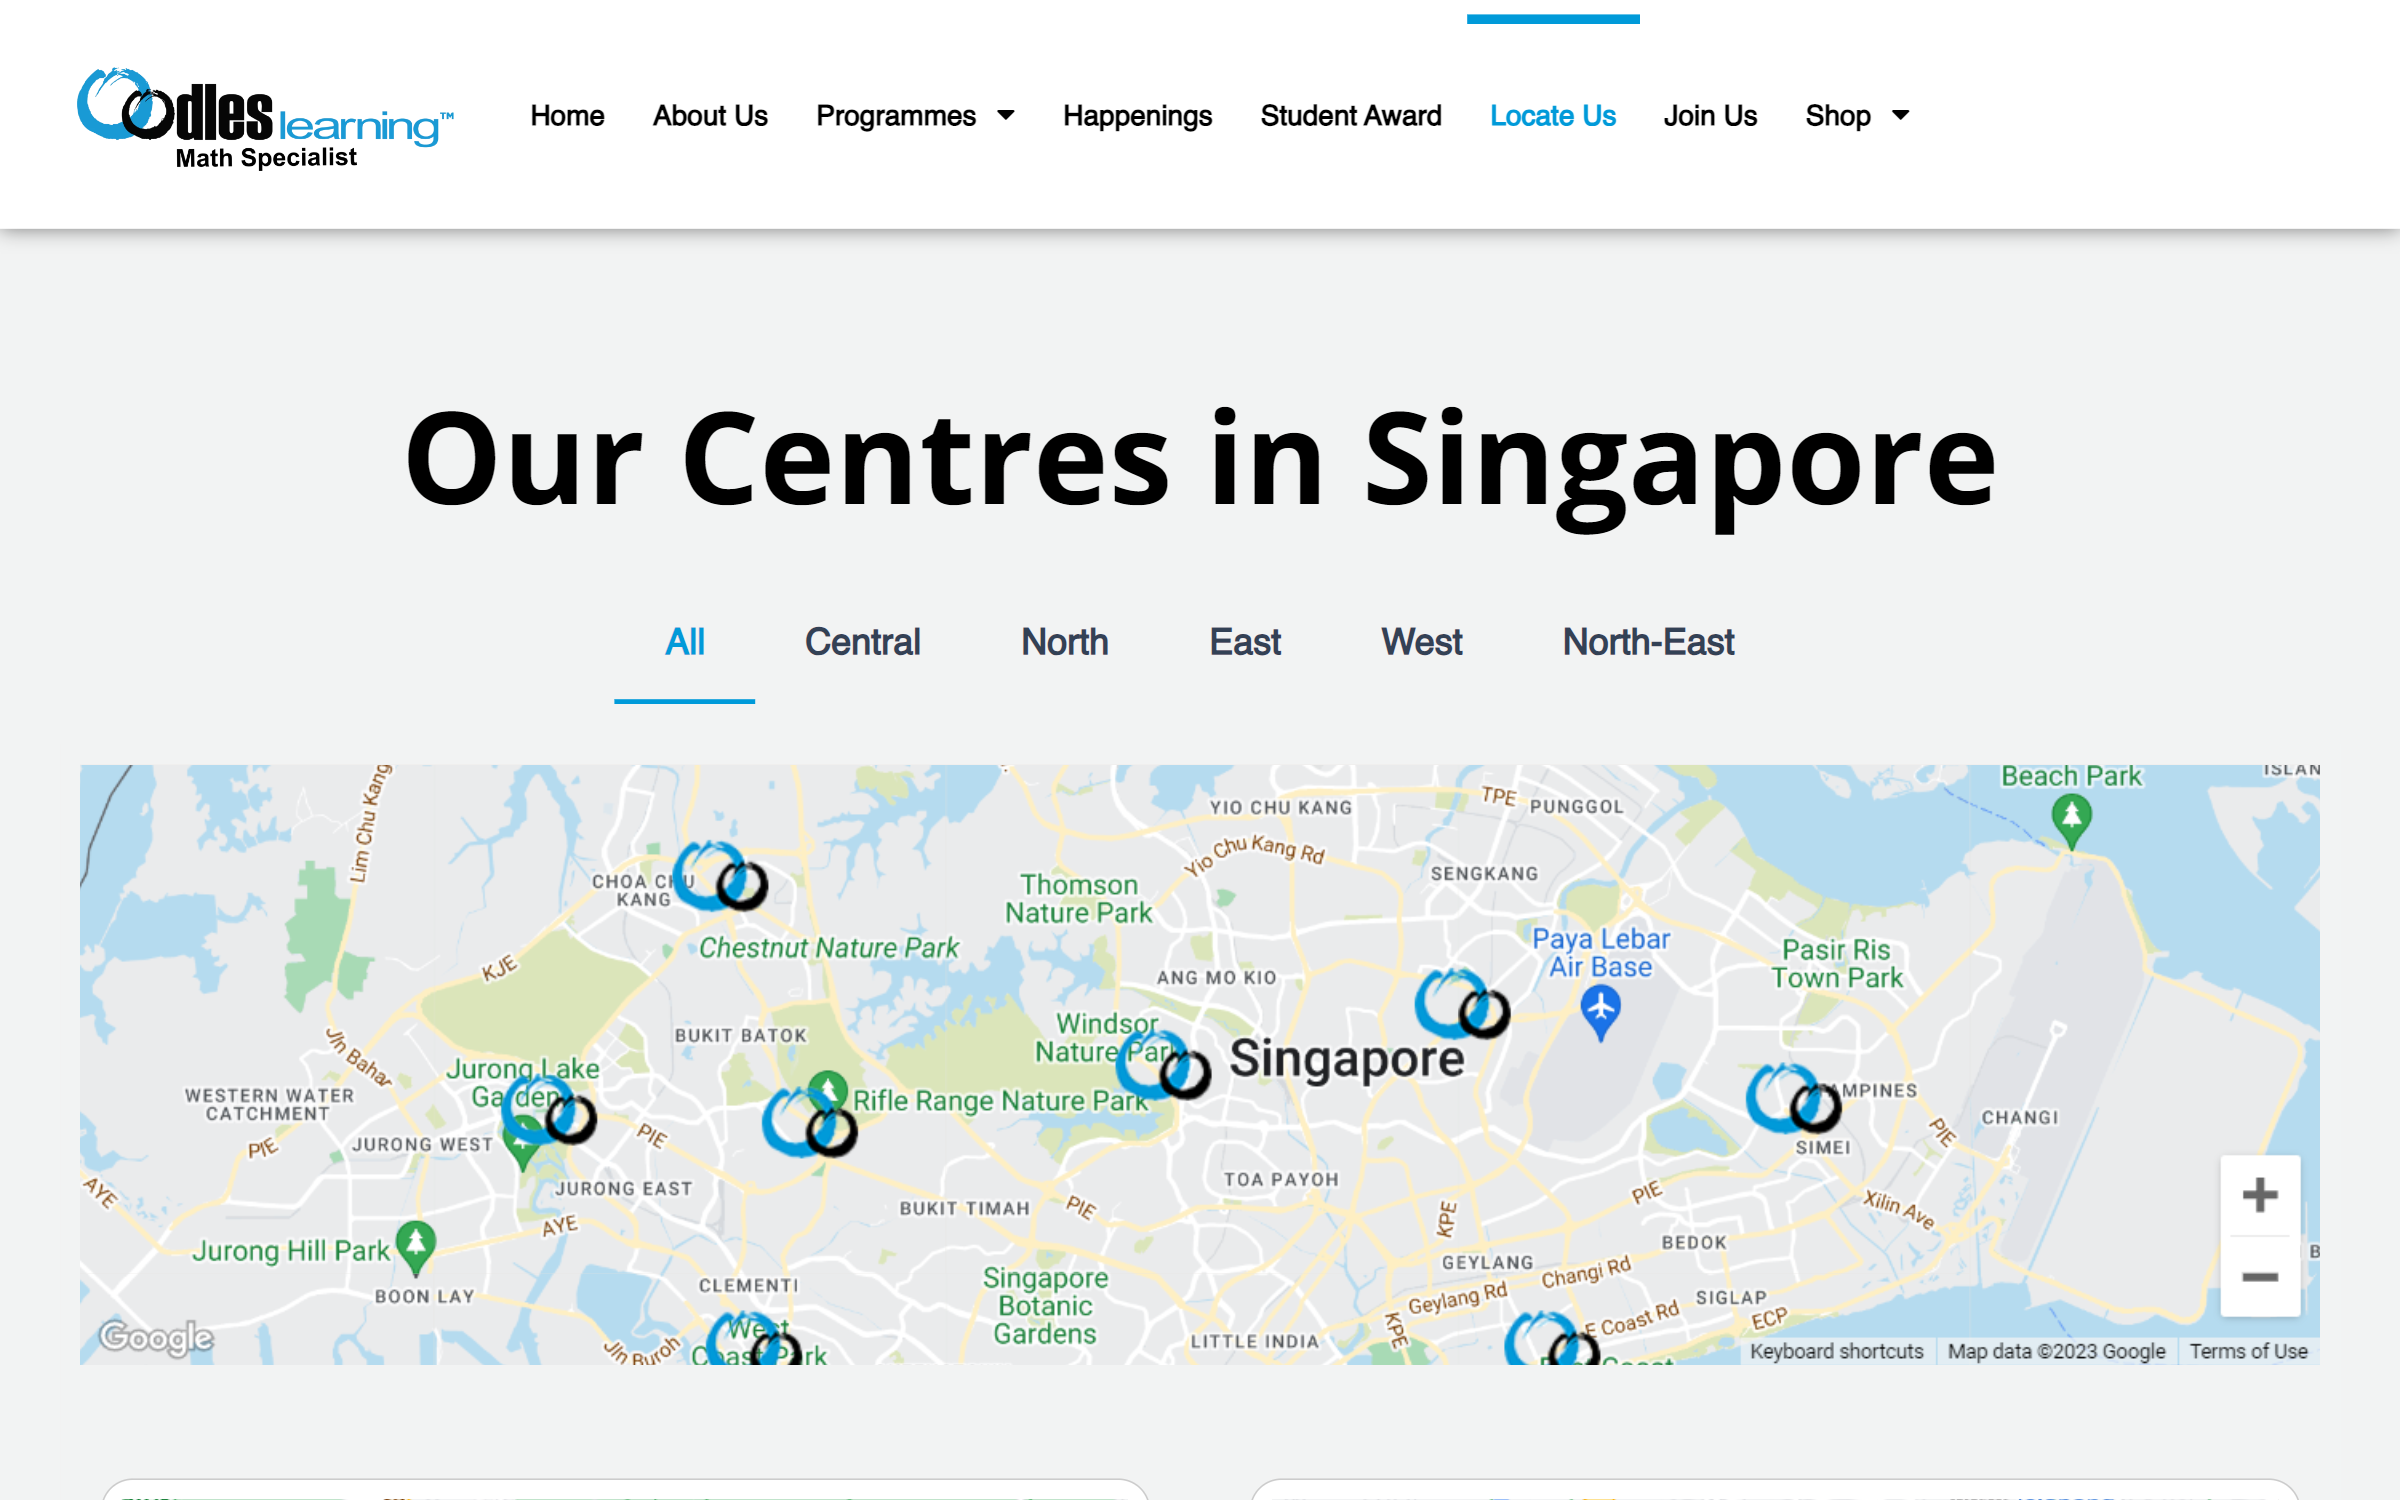 Oodles learning™
Math Specialist
Home
About Us
Programmes
Happenings
Student Award
Locate Us
Join Us
Shop
Our Centres in Singapore
All
Central
North
East
West
North-East
Beach Park
Lim Chu Kang
YIO CHU KANG
TPE
PUNGGOL
Yio Chu Kang Rd
CHOA CHU
KANG
Thomson
Nature Park
SENGKANG
Chestnut Nature Park
Paya Lebar
Air Base
Pasir Ris
Town Park
KJE
ANG MO KIO
Windsor
Nature Park
BUKIT BATOK
Singapore
Jln Bahar
Jurong Lake
Garden
Rifle Range Nature Park
WESTERN WATER
CATCHMENT
CHANGI
PIE
JURONG WEST
PIE
PIE
SIMEI
AYE
JURONG EAST
TOA PAYOH
PIE
BUKIT TIMAH
PIE
Xilin Ave
AYE
KPE
BEDOK
Jurong Hill Park
GEYLANG
Changi Rd
CLEMENTI
Singapore
Botanic
Gardens
BOON LAY
Geylang Rd
SIGLAP
E Coast Rd
ECP
Google
West
Coast Park
Jln Buroh
LITTLE INDIA
KPE
Keyboard shortcuts
Map data ©2023 Google
Terms of Use